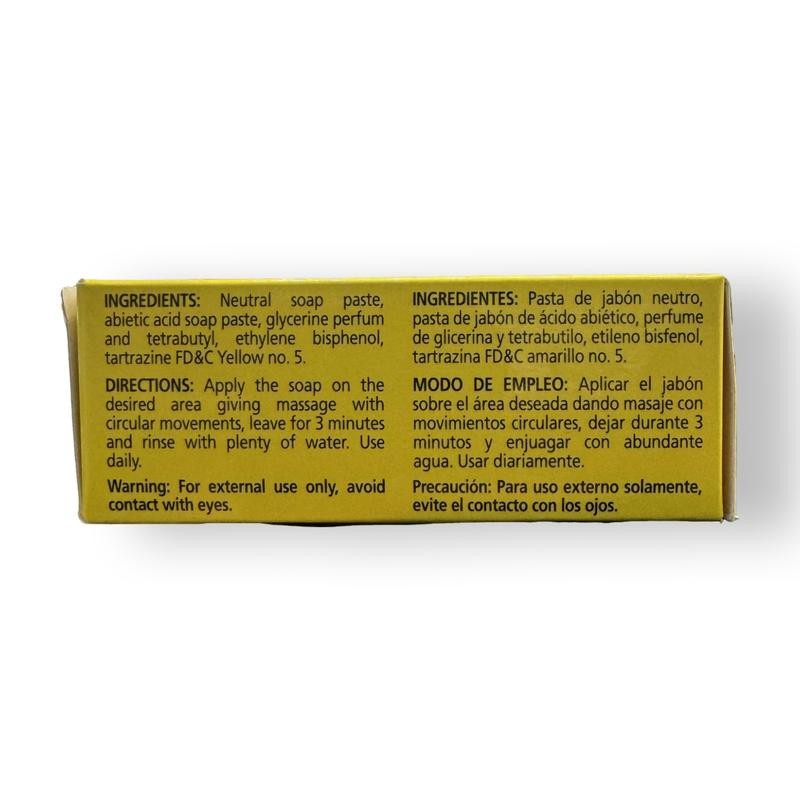 INGREDIENTS: Neutral soap paste,
abietic acid soap paste, glycerine perfum
and tetrabutyl, ethylene bisphenol,
tartrazine FD&C Yellow no. 5.
DIRECTIONS: Apply the soap on the
desired area giving massage with
circular movements, leave for 3 minutes
and rinse with plenty of water. Use
daily.
Warning: For external use only, avoid
contact with eyes.
INGREDIENTES: Pasta de jabón neutro,
pasta de jabón de ácido abiético, perfume
de glicerina y tetrabutilo, etileno bisfenol,
tartrazina FD&C amarillo no. 5.
MODO DE EMPLEO: Aplicar el jabón
sobre el área deseada dando masaje con
movimientos circulares, dejar durante 3
minutos y enjuagar con abundante
agua. Usar diariamente.
Precaución: Para uso externo solamente,
evite el contacto con los ojos.